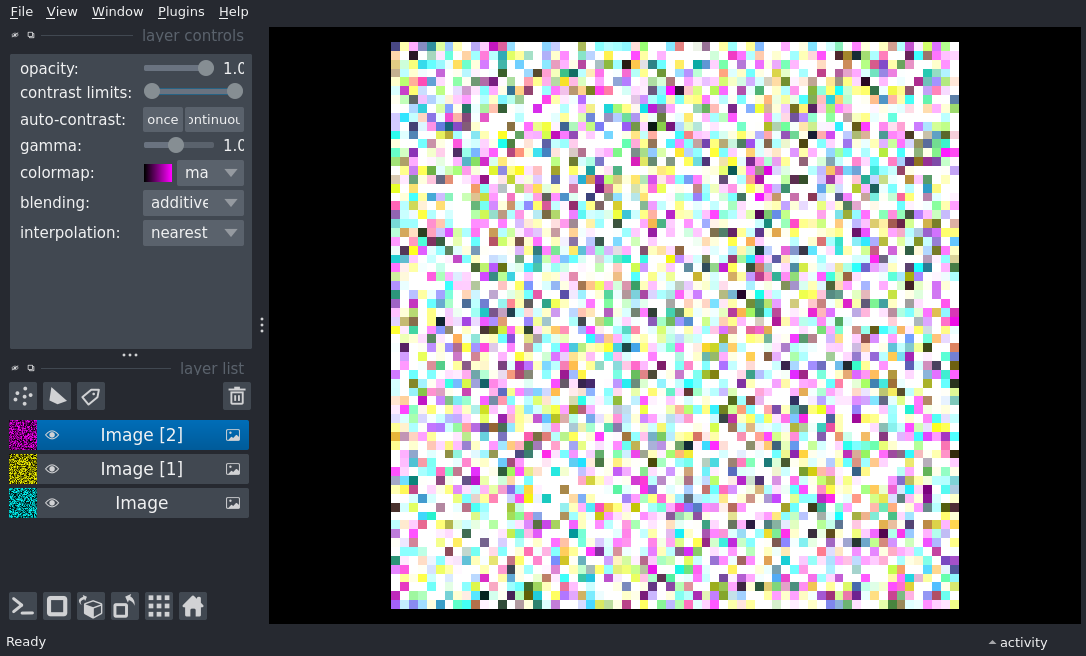 File View Window Plugins Help
layer controls
opacity: 1.0
contrast limits:
auto-contrast: once ontinuou
gamma: 1.0
colormap: ma
blending: additive
interpolation: nearest
layer list
Image [2]
Image [1]
Image
Ready
activity